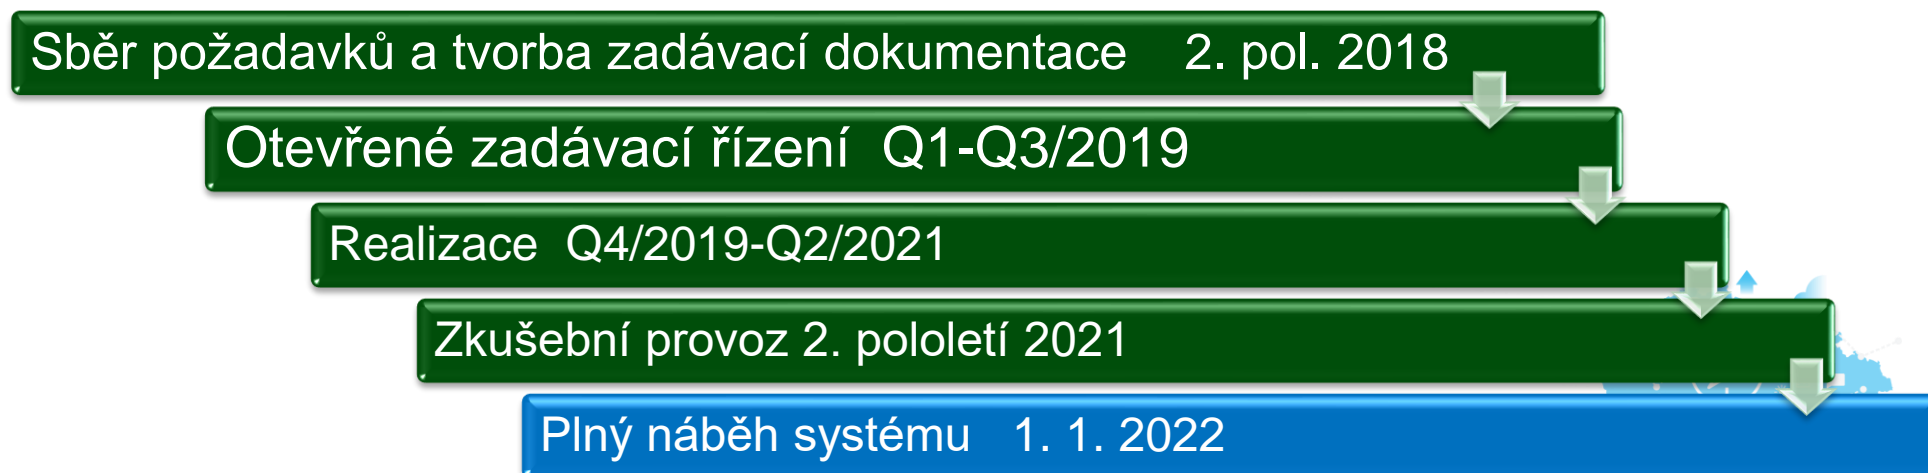 Sběr požadavků a tvorba zadávací dokumentace 2. pol. 2018
Otevřené zadávací řízení Q1-Q3/2019
Realizace Q4/2019-Q2/2021
Zkušební provoz 2. pololetí 2021
Plný náběh systému 1. 1. 2022